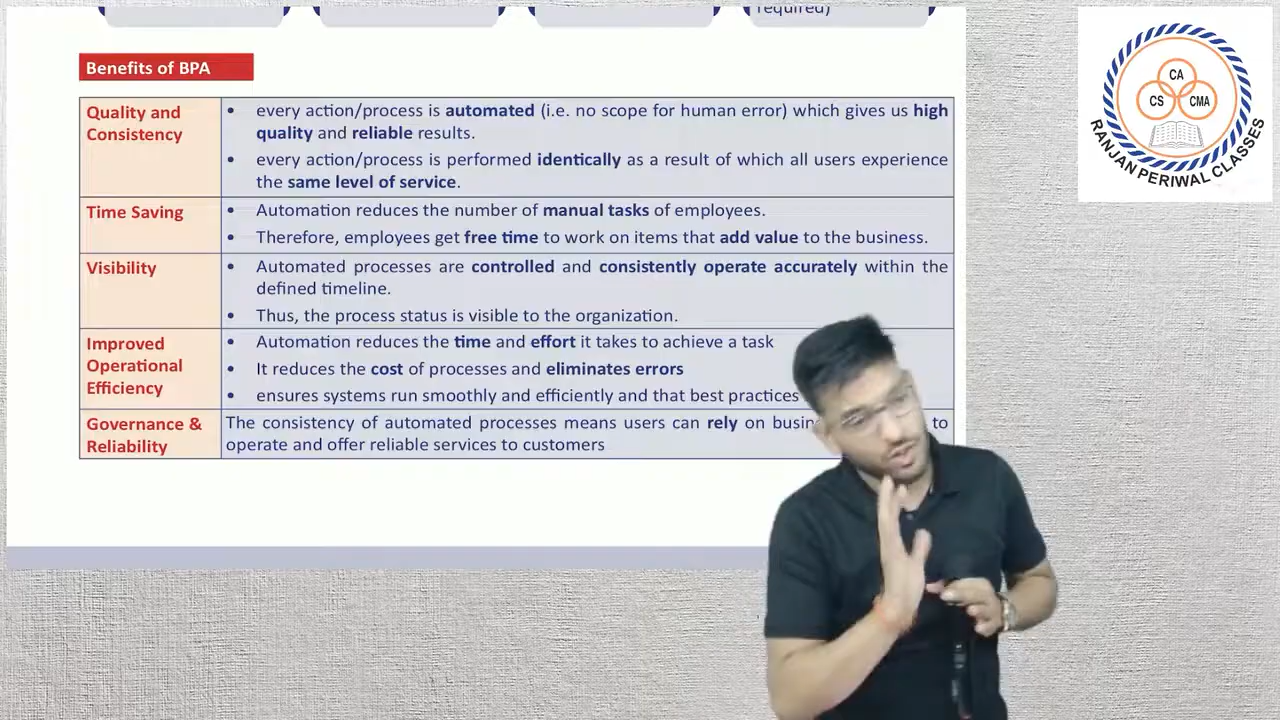 required)
Benefits of BPA
Quality and
Consistency
• every action/process is automated (i.e. no scope for human error) which gives us high
quality and reliable results.
• every action/process is performed identically as a result of which all users experience
the same level of service.
Time Saving
• Automation reduces the number of manual tasks of employees.
• Therefore, employees get free time to work on items that add value to the business.
Visibility
• Automated processes are controlled and consistently operate accurately within the
defined timeline.
• Thus, the process status is visible to the organization.
Improved
Operational
Efficiency
• Automation reduces the time and effort it takes to achieve a task
• It reduces the cost of processes and eliminates errors
• ensures systems run smoothly and efficiently and that best practices
Governance &
Reliability
The consistency of automated processes means users can rely on to
operate and offer reliable services to customers
CA
CS
CMA
RANJAN PERIWAL CLASSES